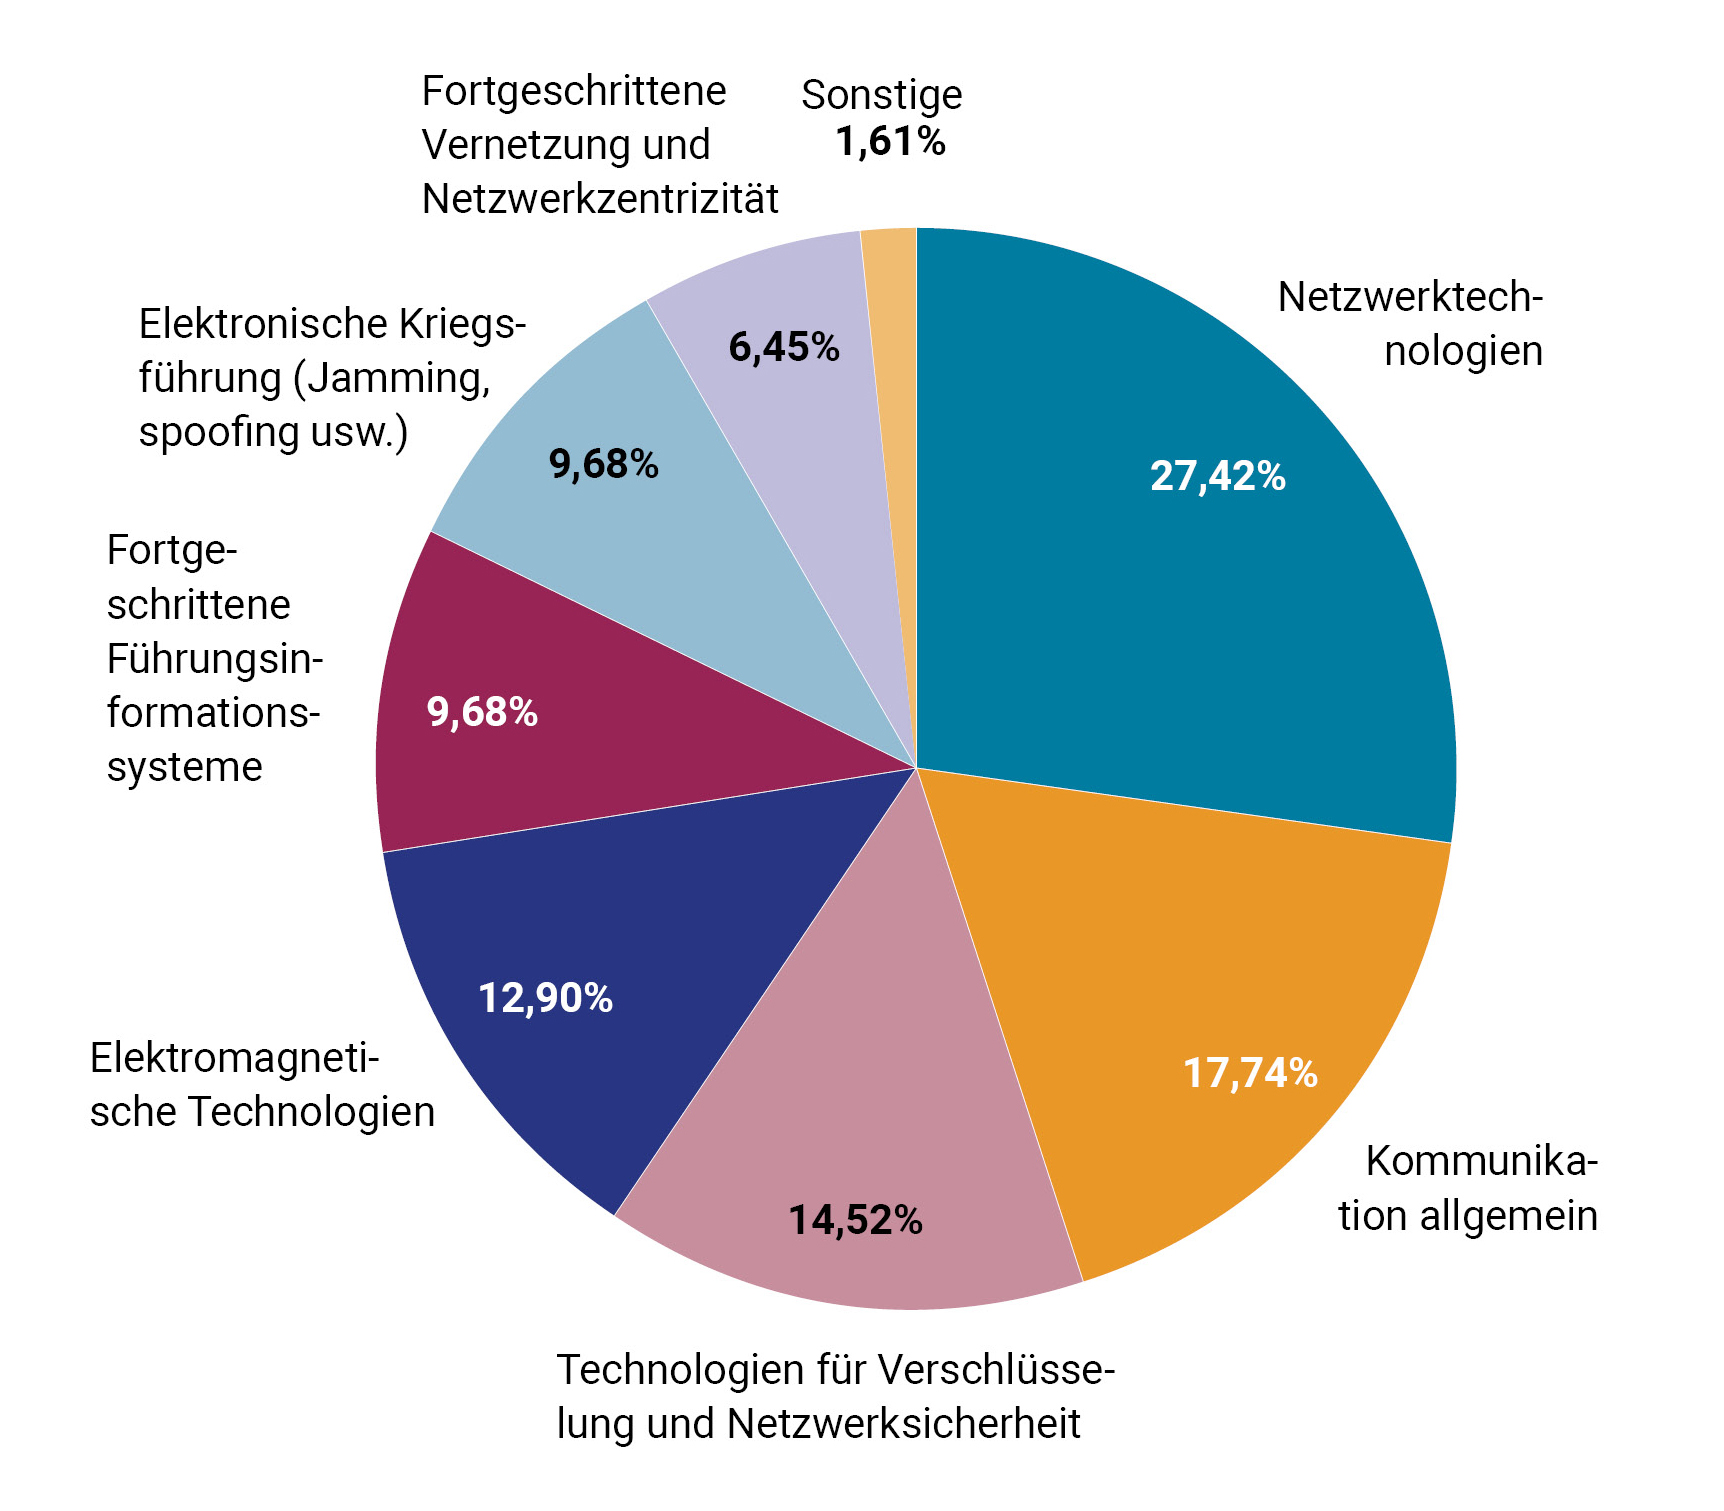 Fortgeschrittene
Vernetzung und
Netzwerkzentrizität
Sonstige
1,61%
Netzwerktech-
nologien
27,42%
6,45%
Elektronische Kriegs-
führung (Jamming,
spoofing usw.)
9,68%
Fortge-
schrittene
Führungsin-
formations-
systeme
9,68%
12,90%
Elektromagneti-
sche Technologien
17,74%
Kommunika-
tion allgemein
14,52%
Technologien für Verschlüsse-
lung und Netzwerksicherheit